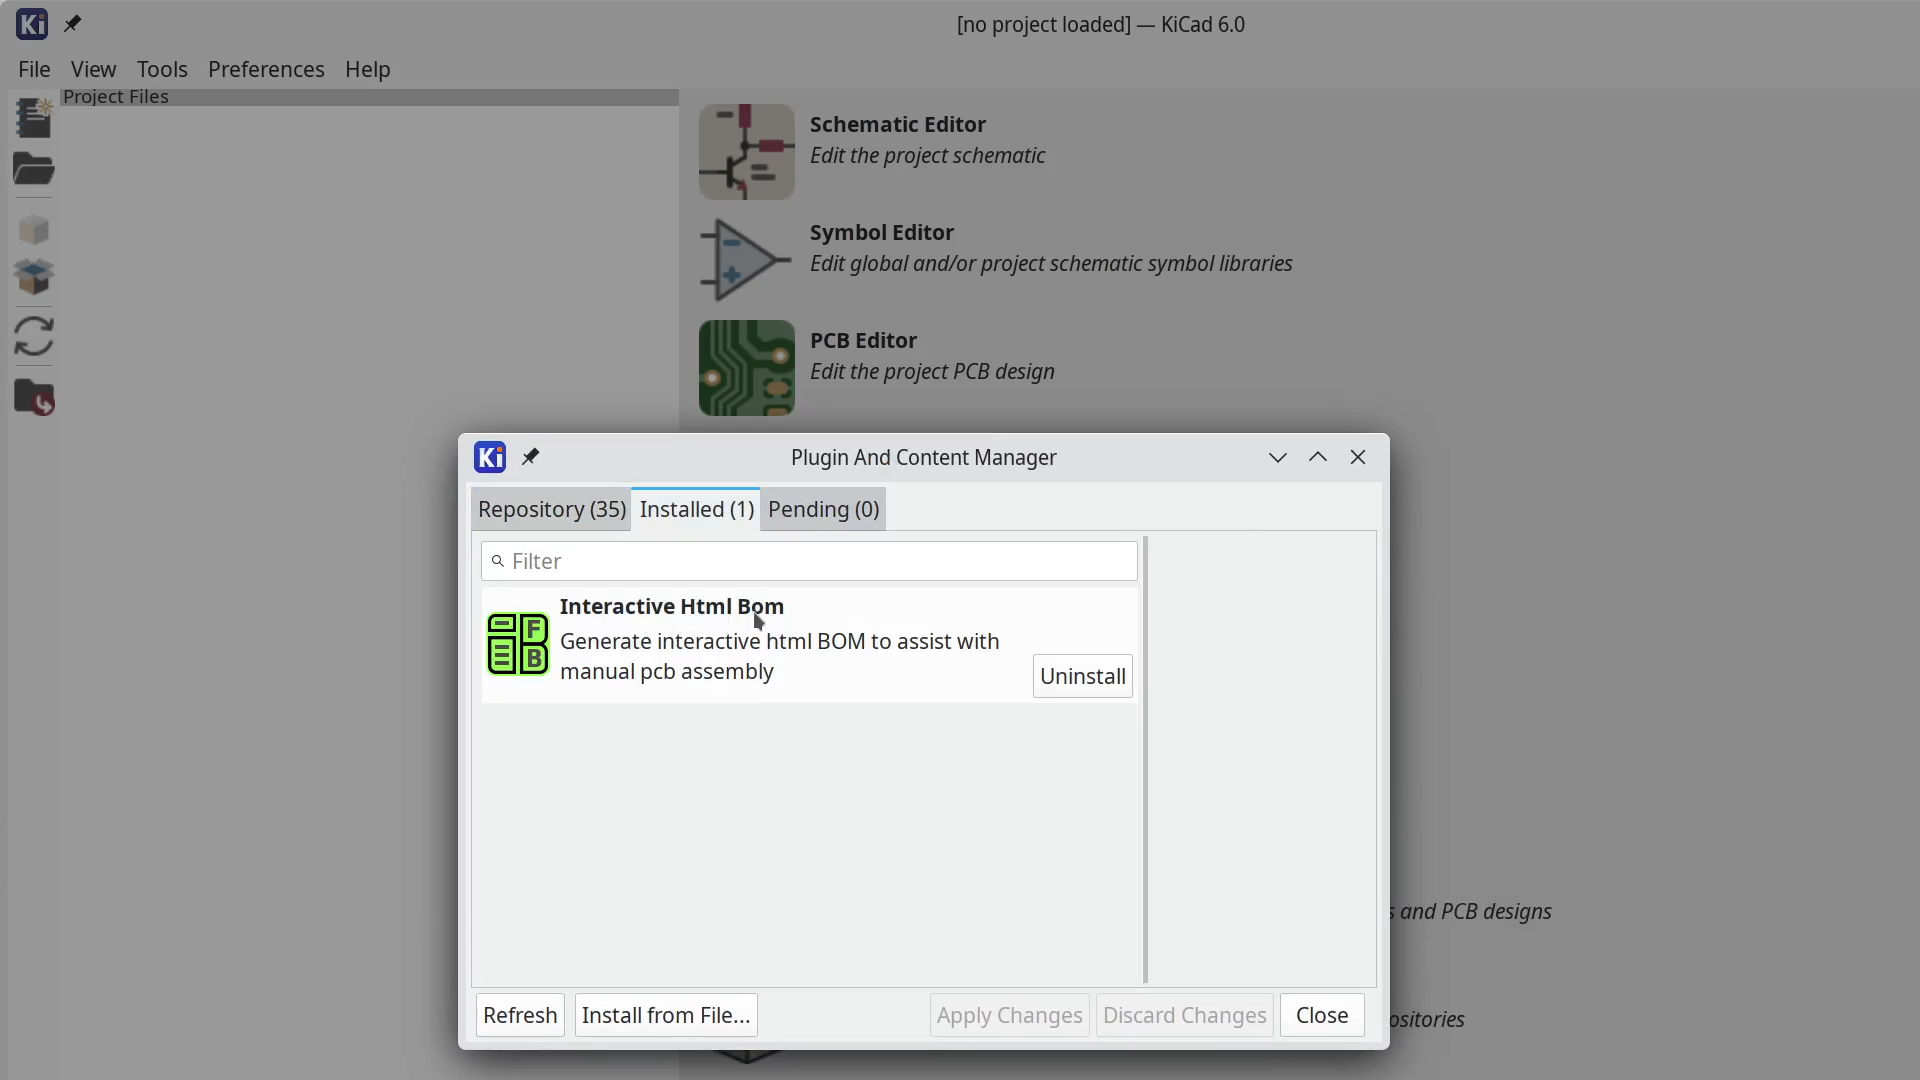 Ki
[no project loaded] — KiCad 6.0
File View Tools Preferences Help
Project Files
Schematic Editor
Edit the project schematic
Symbol Editor
Edit global and/or project schematic symbol libraries
PCB Editor
Edit the project PCB design
Ki
Plugin And Content Manager
Repository (35) Installed (1) Pending (0)
Filter
F
B
Interactive Html Bom
Generate interactive html BOM to assist with
manual pcb assembly
Uninstall
and PCB designs
Refresh Install from File... Apply Changes Discard Changes Close
ositories